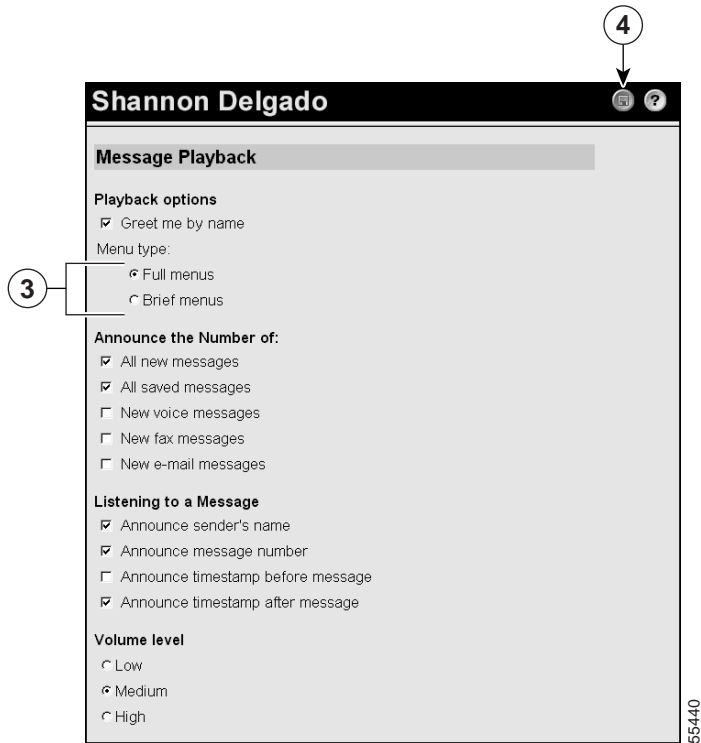 4
Shannon Delgado
?
Message Playback
Playback options
Greet me by name
Menu type:
3
Full menus
Brief menus
Announce the Number of:
All new messages
All saved messages
New voice messages
New fax messages
New e-mail messages
Listening to a Message
Announce sender's name
Announce message number
Announce timestamp before message
Announce timestamp after message
Volume level
Low
Medium
High
55440